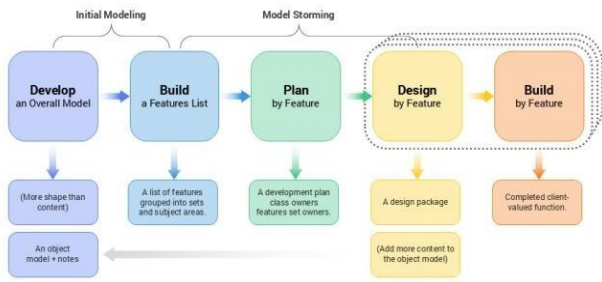 Initial Modeling
Model Storming
Develop
an Overall Model
Build
a Features List
Plan
by Feature
Design
by Feature
Build
by Feature
(More shape than
content)
A list of features
grouped into sets
and subject areas.
A development plan
class owners
features set owners.
A design package
Completed client-
valued function.
An object
model + notes
(Add more content to
the object model)